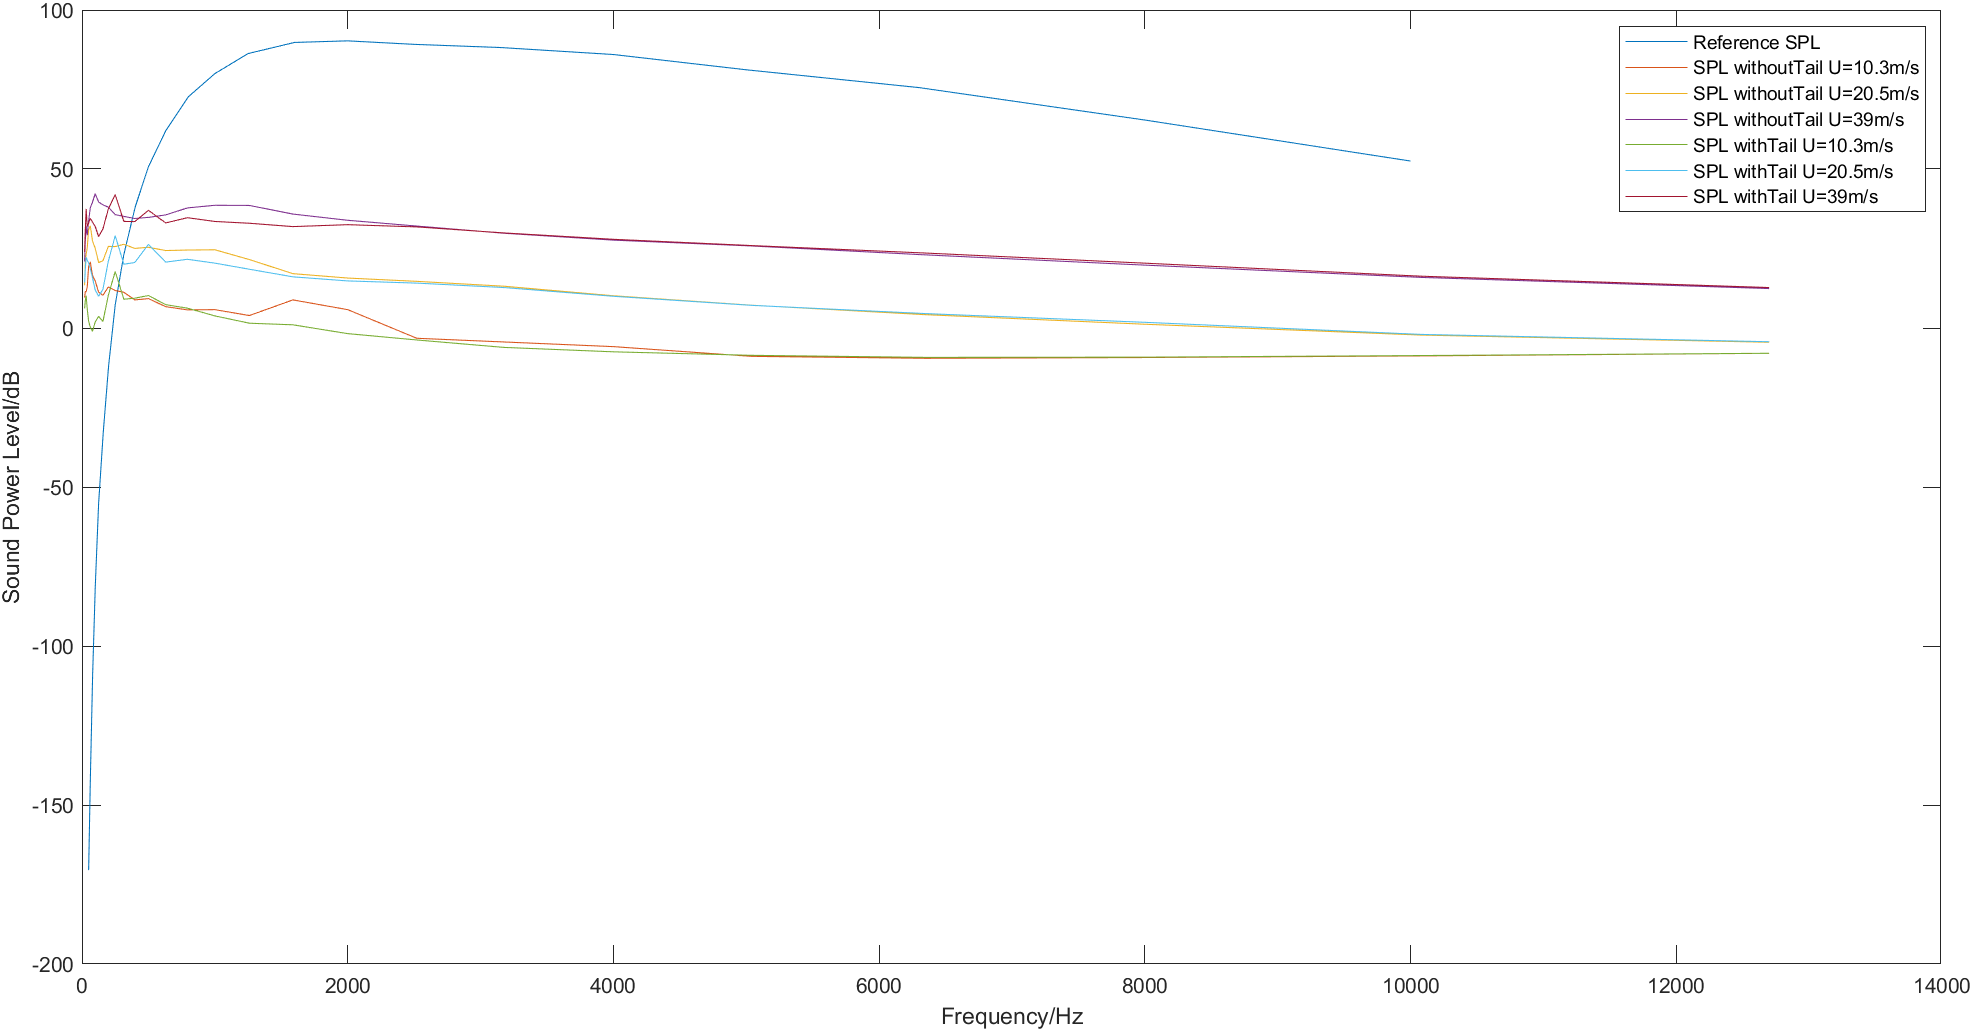 100
50
0
-50
-100
-150
-200
Sound Power Level/dB
0
2000
4000
6000
8000
10000
12000
14000
Frequency/Hz
Reference SPL
SPL withoutTail U=10.3m/s
SPL withoutTail U=20.5m/s
SPL withoutTail U=39m/s
SPL withTail U=10.3m/s
SPL withTail U=20.5m/s
SPL withTail U=39m/s